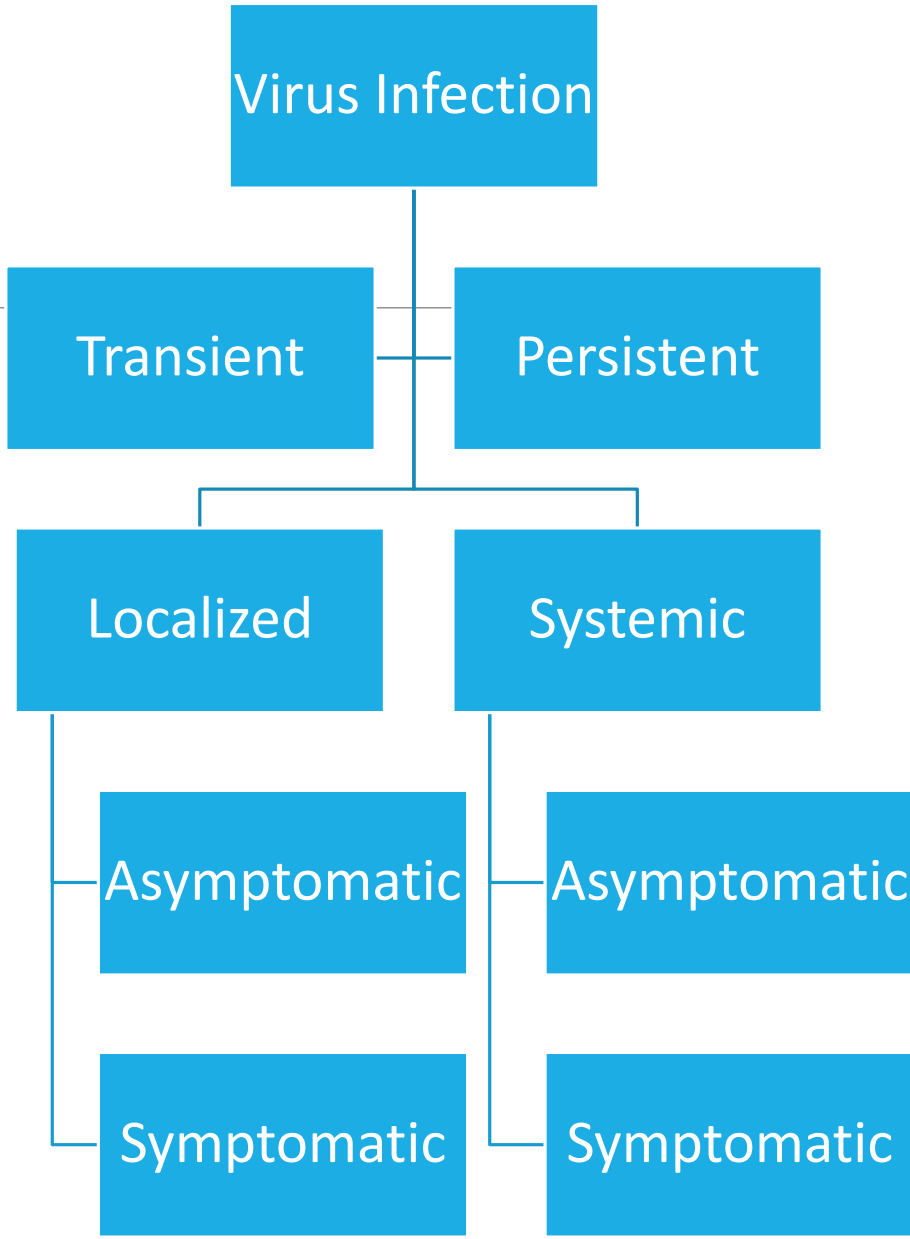 Virus Infection
Transient
Persistent
Localized
Systemic
Asymptomatic
Asymptomatic
Symptomatic
Symptomatic